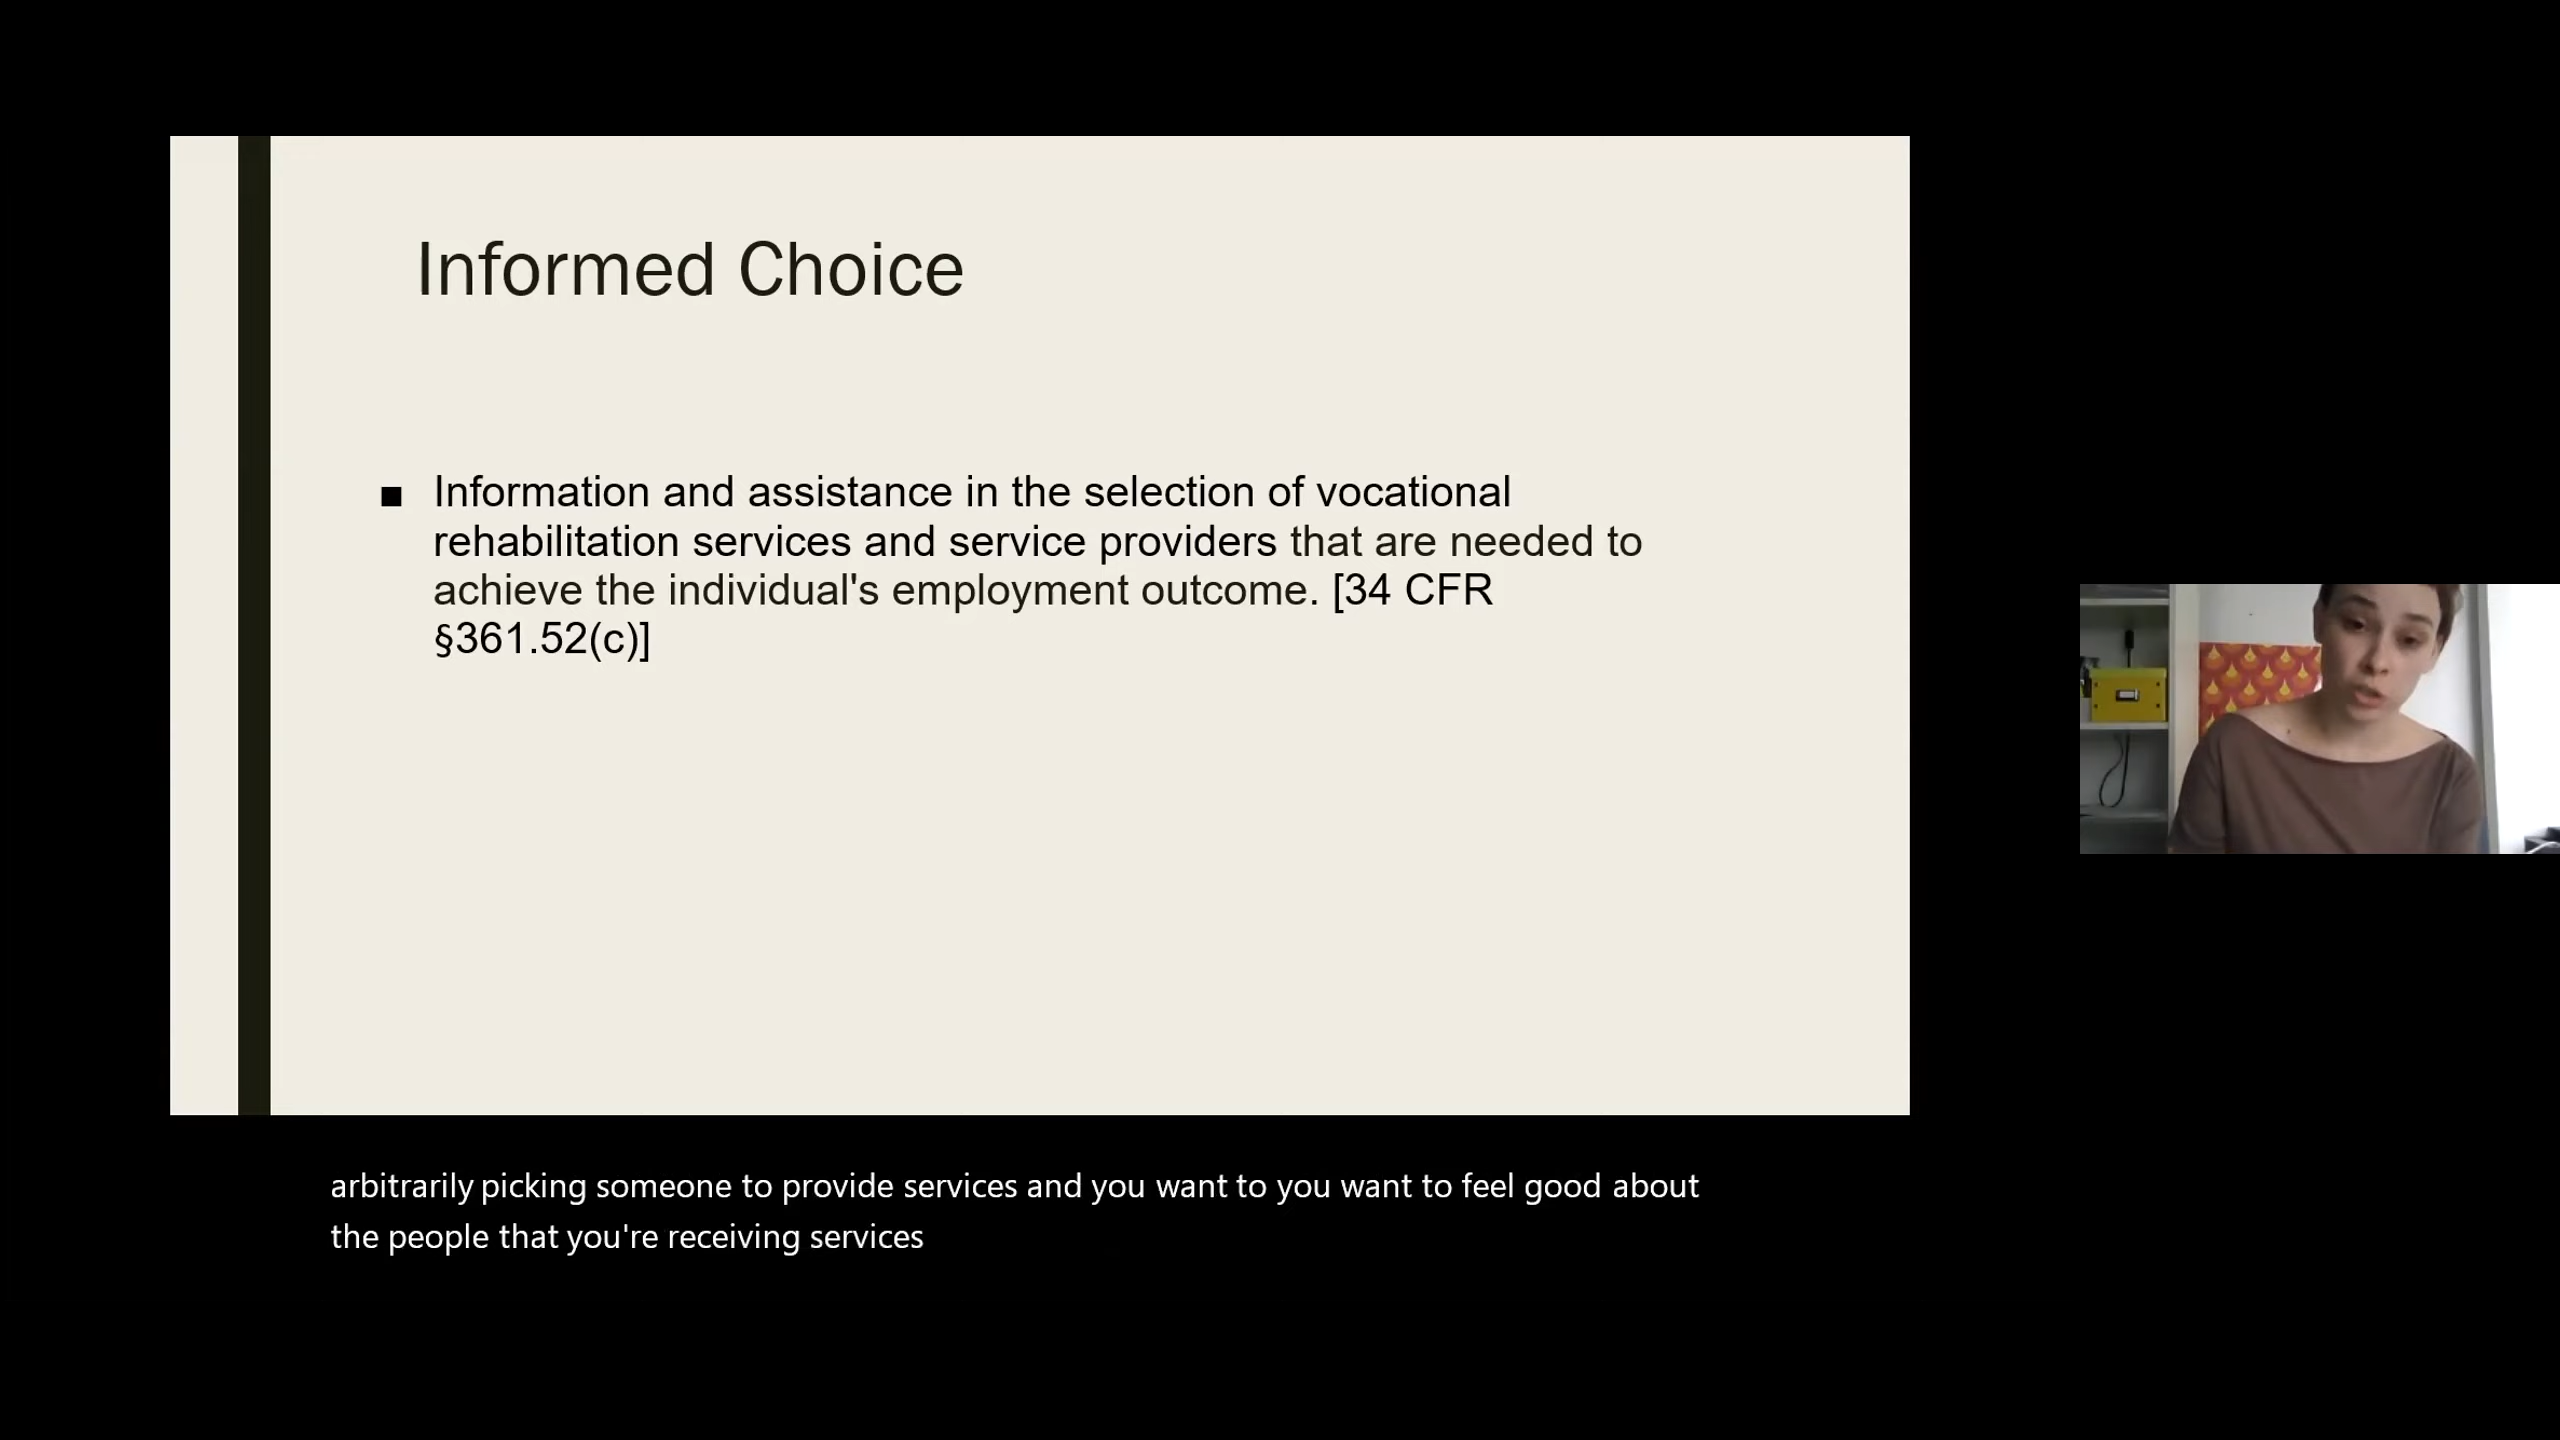 Informed Choice
■ Information and assistance in the selection of vocational
rehabilitation services and service providers that are needed to
achieve the individual's employment outcome. [34 CFR
§361.52(c)]
arbitrarily picking someone to provide services and you want to you want to feel good about
the people that you're receiving services